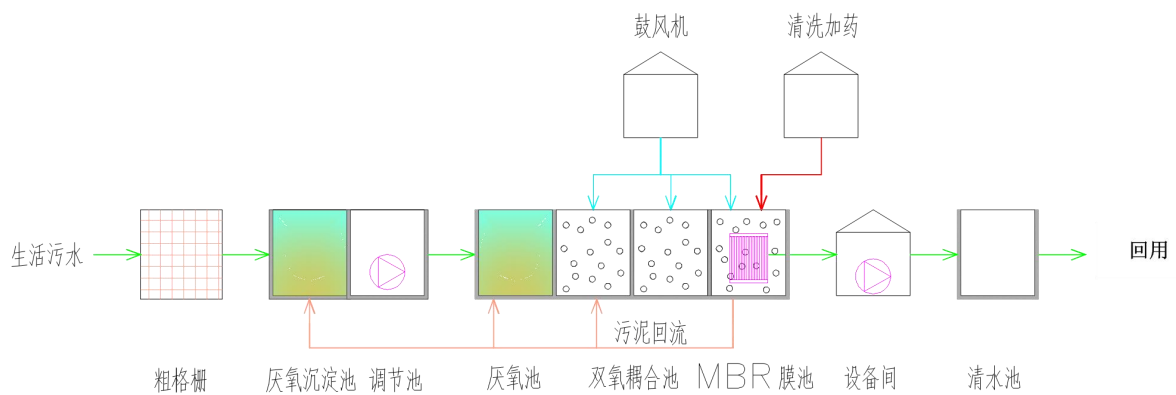 鼓风机
清洗加药
生活污水
回用
污泥回流
粗格栅
厌氧沉淀池
调节池
厌氧池
双氧耦合池
MBR膜池
设备间
清水池